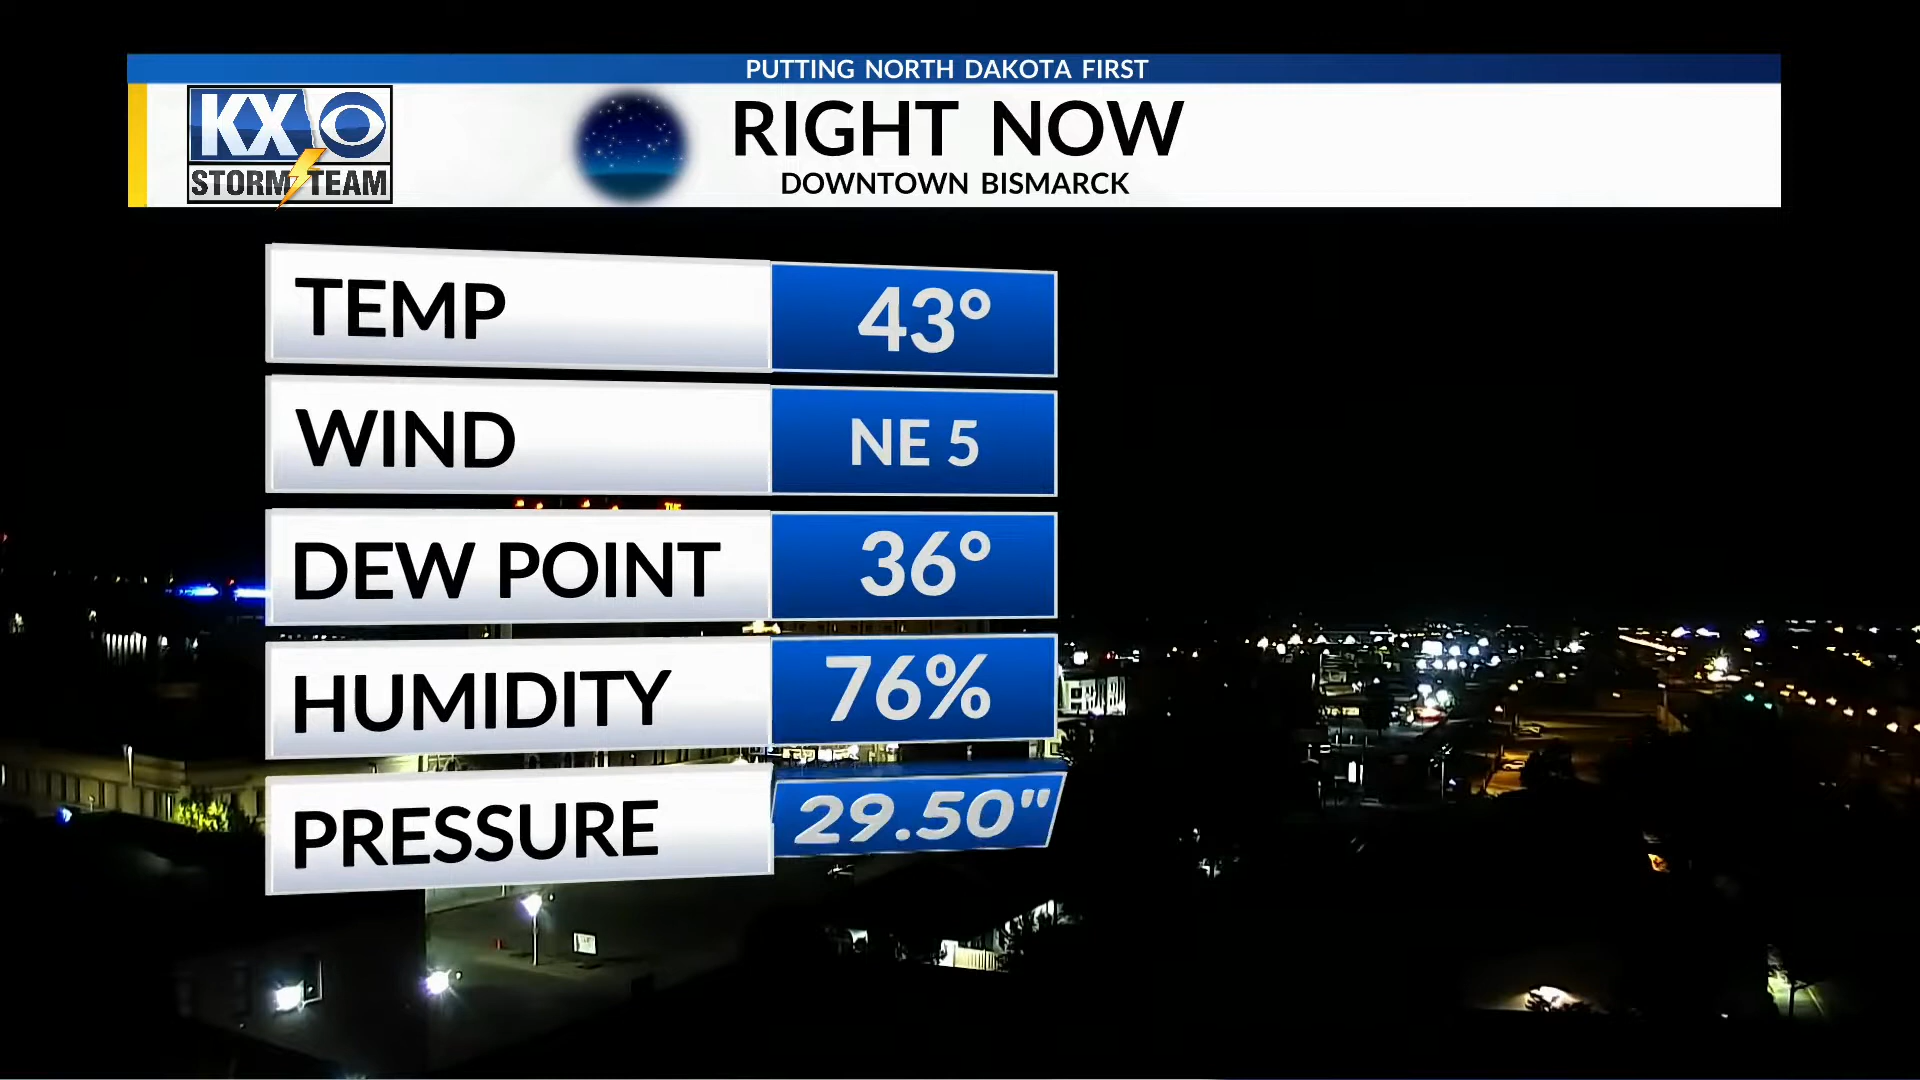 PUTTING NORTH DAKOTA FIRST
KX
STORM TEAM
RIGHT NOW
DOWNTOWN BISMARCK
TEMP 43°
WIND NE 5
DEW POINT 36°
HUMIDITY 76%
PRESSURE 29.50"